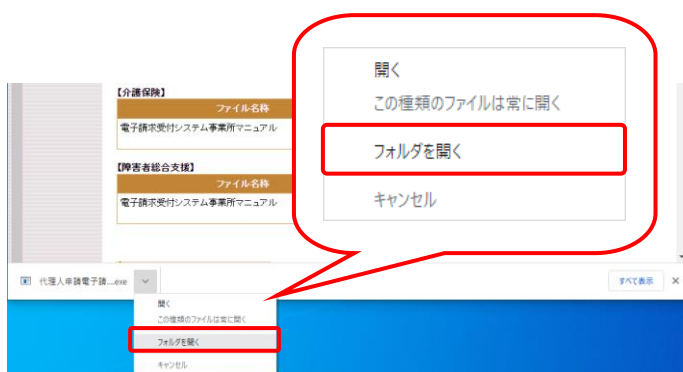 開く
この種類のファイルは常に開く
フォルダを開く
キャンセル
【介護保険】
ファイル名称
電子請求受付システム事業所マニュアル
【障害者総合支援】
ファイル名称
電子請求受付システム事業所マニュアル
代理人申請電子請....exe
すべて表示
開く
この種類のファイルは常に開く
フォルダを開く
キャンセル